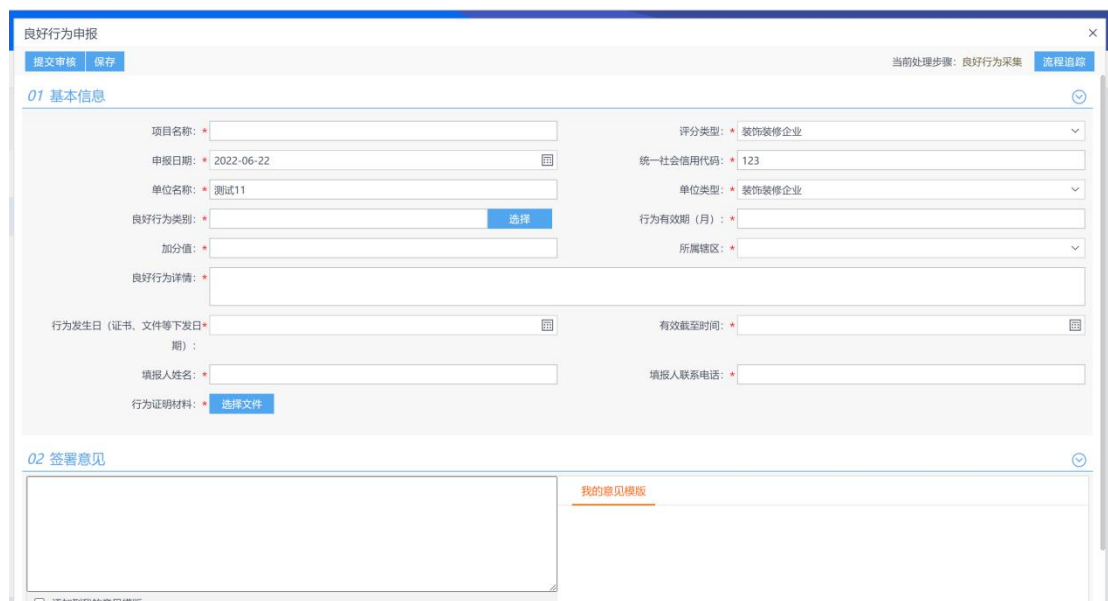 良好行为申报 ×
提交审核 保存 当前处理步骤：良好行为采集 流程追踪
01 基本信息
项目名称：* 评分类型：* 装饰装修企业
申报日期：* 2022-06-22 统一社会信用代码：* 123
单位名称：* 测试11 单位类型：* 装饰装修企业
良好行为类别：* 选择 行为有效期（月）：*
加分值：* 所属辖区：*
良好行为详情：*
行为发生日（证书、文件等下发日* 有效截至时间：*
期）：
填报人姓名：* 填报人联系电话：*
行为证明材料：* 选择文件
02 签署意见
我的意见模版